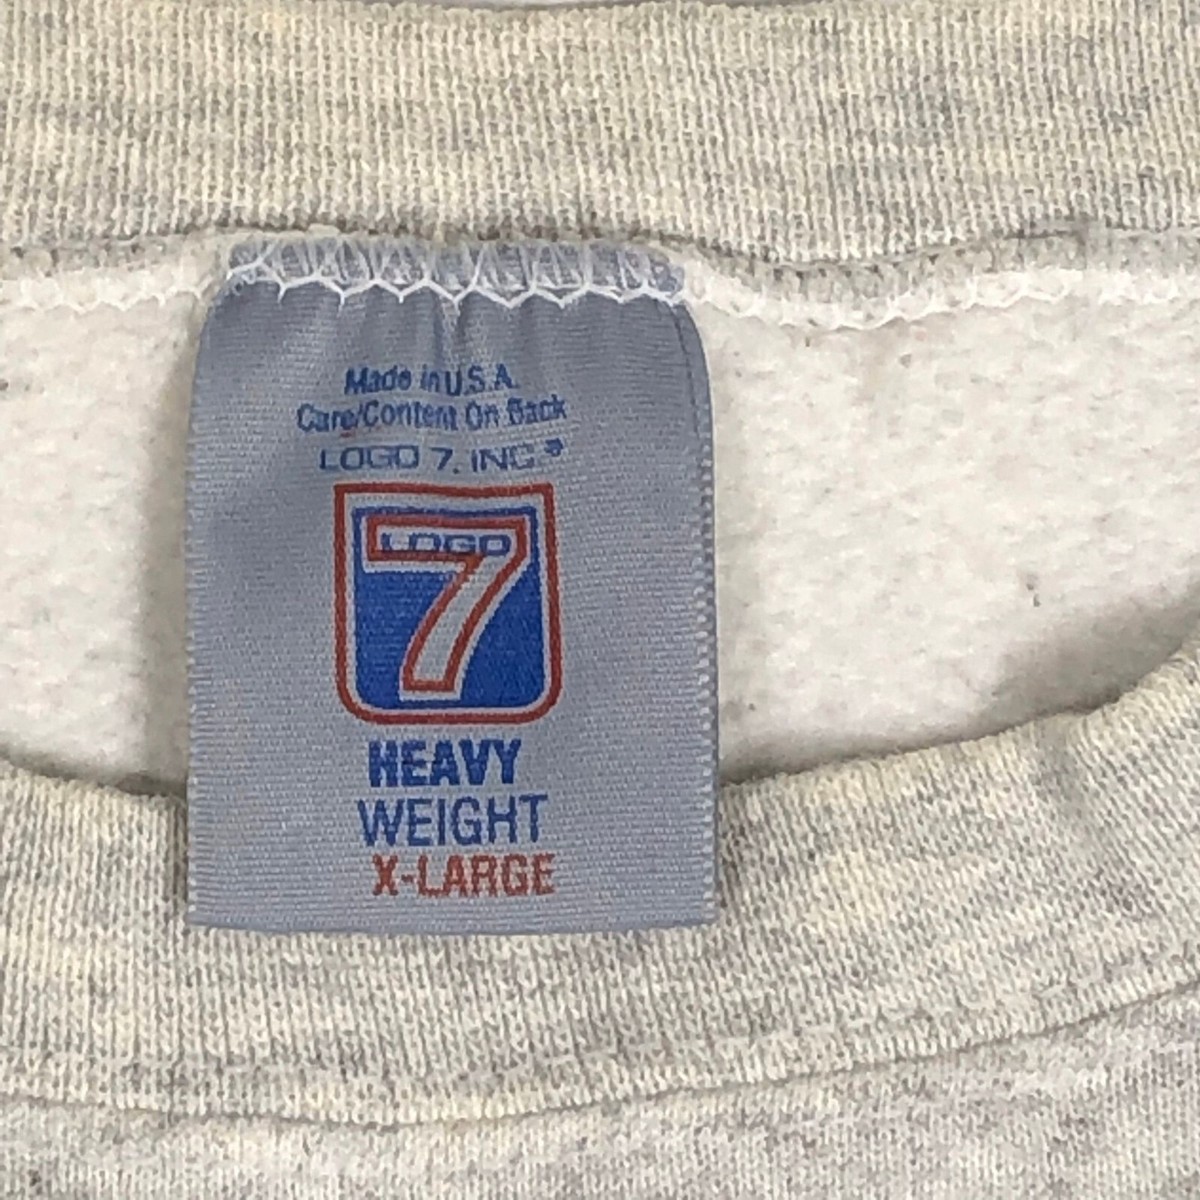 Made in U.S.A.
Care/Content On Back
LOGO 7, INC.®
LOGO
7
HEAVY
WEIGHT
X-LARGE